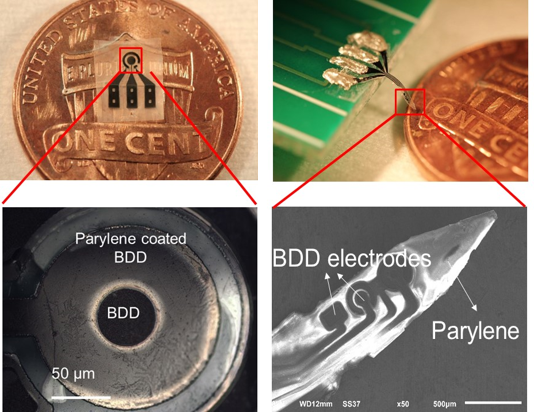 UNITED STATES OF AMERICA
ONE CENT
Parylene coated
BDD
BDD
50 μm
BDD electrodes
Parylene
WD12mm SS37 x50 500μm